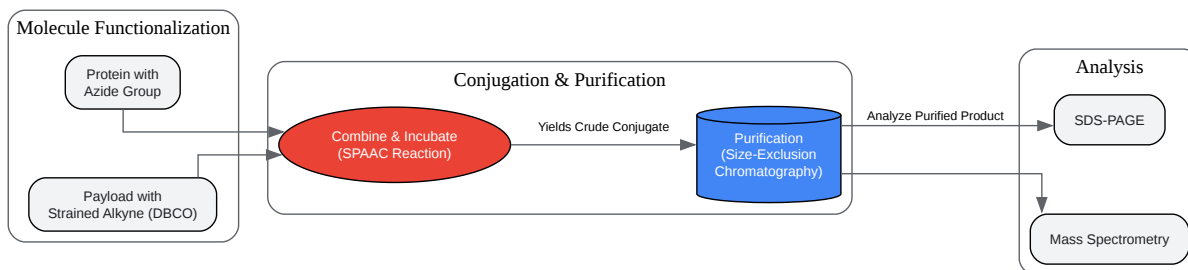 Molecule Functionalization
Protein with
Azide Group
Payload with
Strained Alkyne (DBCO)
Conjugation & Purification
Combine & Incubate
(SPAAC Reaction)
Yields Crude Conjugate
Purification
(Size-Exclusion
Chromatography)
Analyze Purified Product
Analysis
SDS-PAGE
Mass Spectrometry